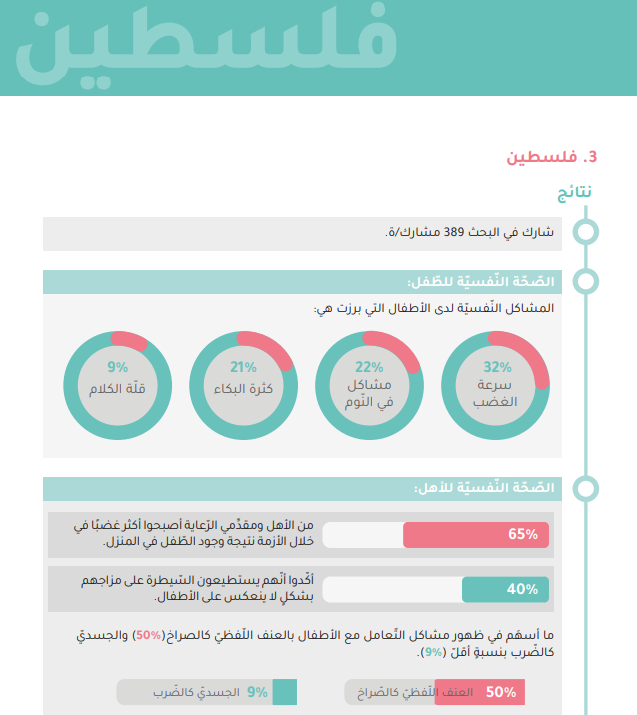 فلسطين
3. فلسطين
نتائج
شارك في البحث 389 مشارك/ة.
الصّحّة النّفسيّة للطّفل:
المشاكل النّفسيّة لدى الأطفال التي برزت هي:
32%
سرعة
الغضب
22%
مشاكل
في النّوم
21%
كثرة البكاء
9%
قلّة الكلام
الصّحّة النّفسيّة للأهل:
65%
من الأهل ومقدّمي الرّعاية أصبحوا أكثر غضبًا في
خلال الأزمة نتيجة وجود الطّفل في المنزل.
40%
أكّدوا أنّهم يستطيعون السّيطرة على مزاجهم
بشكلٍ لا ينعكس على الأطفال.
ما أسهَم في ظهور مشاكل التّعامل مع الأطفال بالعنف اللّفظيّ كالصراخ(50%) والجسديّ
كالضّرب بنسبةٍ أقلّ (9%).
50% العنف اللّفظيّ كالصّراخ
9% الجسديّ كالضّرب